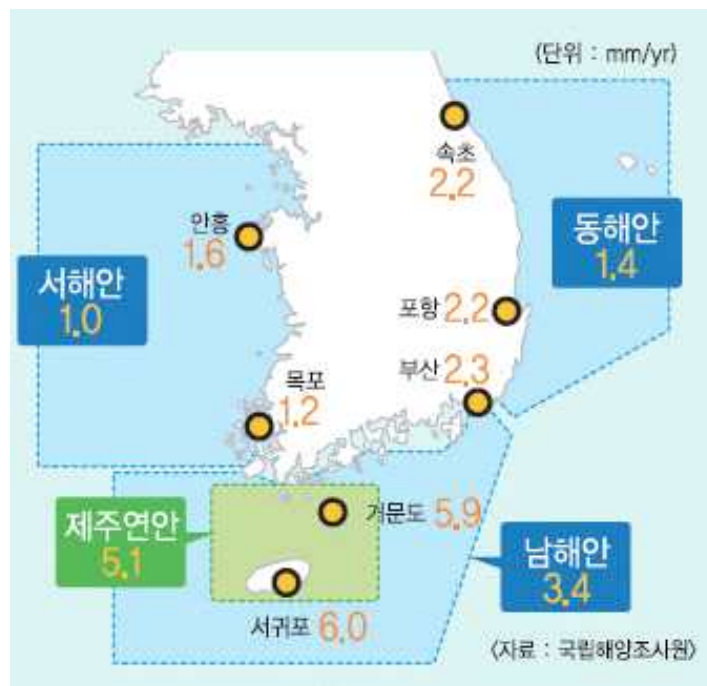 (단위 : mm/yr)
속초
2.2
안흥
1.6
동해안
1.4
서해안
1.0
포항 2.2
부산 2.3
목포
1.2
제주연안
5.1
거문도 5.9
남해안
3.4
서귀포 6.0
(자료 : 국립해양조사원)